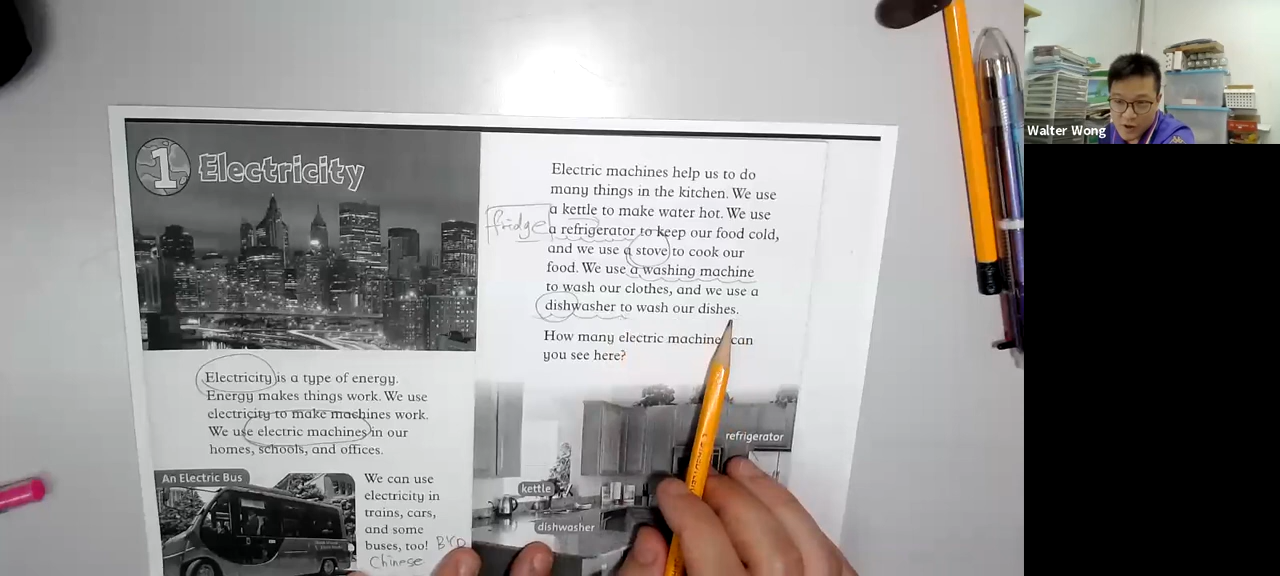 Walter Wong
1 Electricity
Electricity is a type of energy.
Energy makes things work. We use
electricity to make machines work.
We use electric machines in our
homes, schools, and offices.
An Electric Bus
We can use
electricity in
trains, cars,
and some
buses, too! BYD
Chinese
Electric machines help us to do
many things in the kitchen. We use
a kettle to make water hot. We use
fridge
a refrigerator to keep our food cold,
and we use a stove to cook our
food. We use a washing machine
to wash our clothes, and we use a
dishwasher to wash our dishes.
How many electric machines can
you see here?
refrigerator
kettle
dishwasher